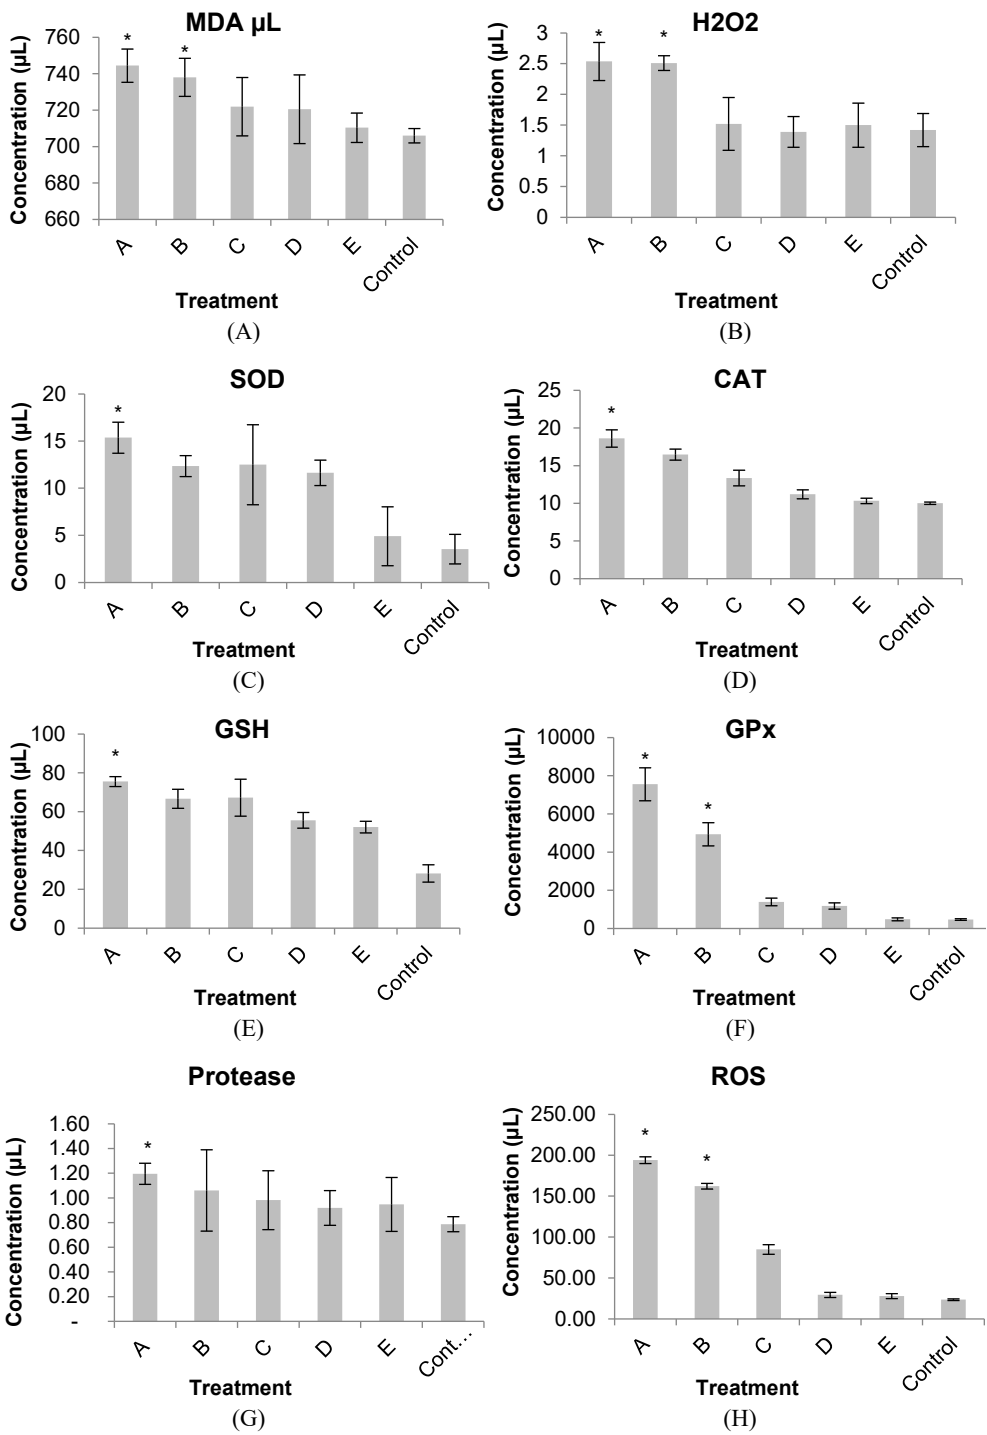 MDA µL
Concentration (µL)
760
740
720
700
680
660
*
*
A
B
C
D
E
Control
Treatment
(A)
H2O2
Concentration (µL)
3
2.5
2
1.5
1
0.5
0
*
*
A
B
C
D
E
Control
Treatment
(B)
SOD
Concentration (µL)
20
15
10
5
0
*
A
B
C
D
E
Control
Treatment
(C)
CAT
Concentration (µL)
25
20
15
10
5
0
*
A
B
C
D
E
Control
Treatment
(D)
GSH
Concentration (µL)
100
80
60
40
20
0
*
A
B
C
D
E
Control
Treatment
(E)
GPx
Concentration (µL)
10000
8000
6000
4000
2000
0
*
*
A
B
C
D
E
Control
Treatment
(F)
Protease
Concentration (µL)
1.60
1.40
1.20
1.00
0.80
0.60
0.40
0.20
-
*
A
B
C
D
E
Cont...
Treatment
(G)
ROS
Concentration (µL)
250.00
200.00
150.00
100.00
50.00
0.00
*
*
A
B
C
D
E
Control
Treatment
(H)